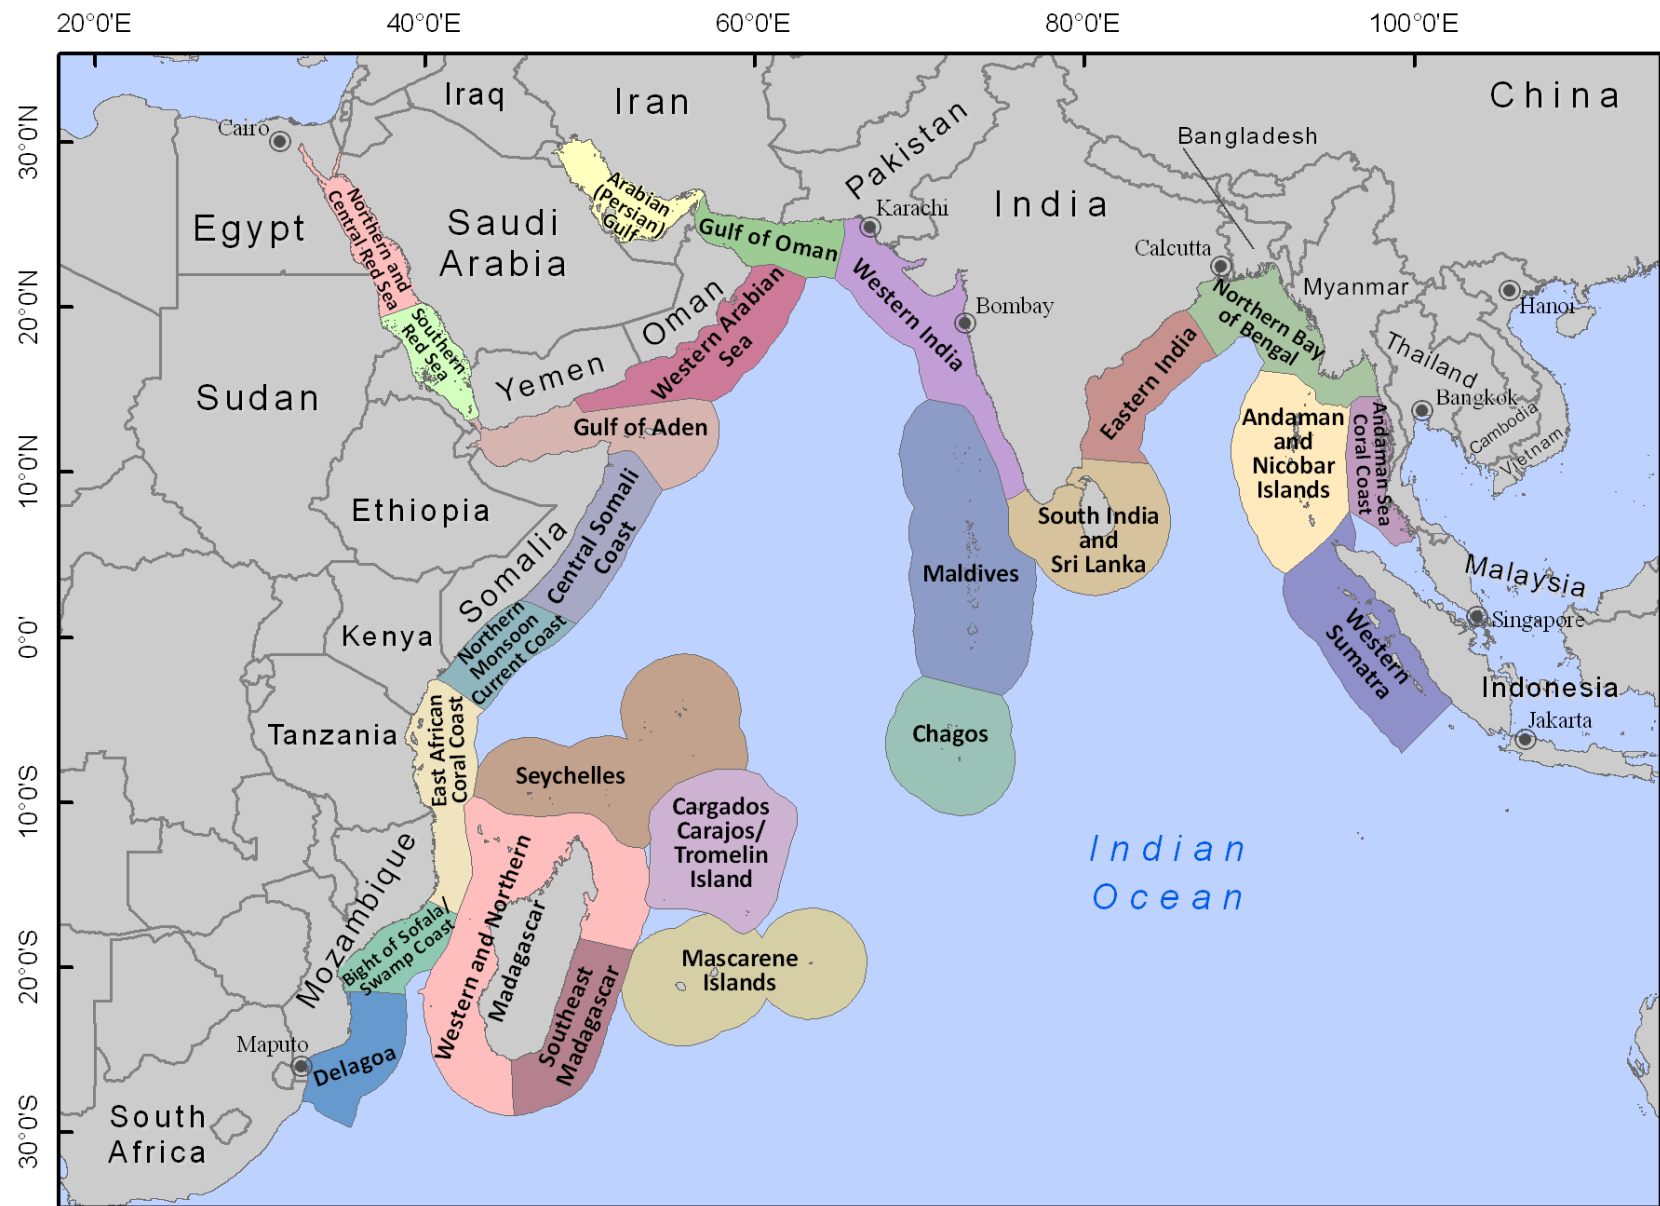 20°0'E
40°0'E
60°0'E
80°0'E
100°0'E
30°0'N
20°0'N
10°0'N
0°0'
10°0'S
20°0'S
30°0'S
Iraq
Iran
China
Cairo
Pakistan
Bangladesh
Egypt
Saudi
Arabia
India
Karachi
Calcutta
Myanmar
Hanoi
Bombay
Oman
Yemen
Sudan
Thailand
Bangkok
Cambodia
Vietnam
Ethiopia
Somalia
Malaysia
Singapore
Kenya
Indonesia
Jakarta
Tanzania
Mozambique
Madagascar
Maputo
South
Africa
Indian
Ocean
Northern and
Central Red Sea
Southern
Red Sea
Arabian
(Persian)
Gulf
Gulf of Oman
Western Arabian
Sea
Gulf of Aden
Western India
Eastern India
Northern Bay
of Bengal
Andaman
and
Nicobar
Islands
Andaman Sea
Coral Coast
Central Somali
Coast
Northern
Monsoon
Current Coast
East African
Coral Coast
South India
and
Sri Lanka
Maldives
Chagos
Western
Sumatra
Seychelles
Cargados
Carajos/
Tromelin
Island
Mascarene
Islands
Western and Northern
Southeast
Madagascar
Bight of Sofala/
Swamp Coast
Delagoa